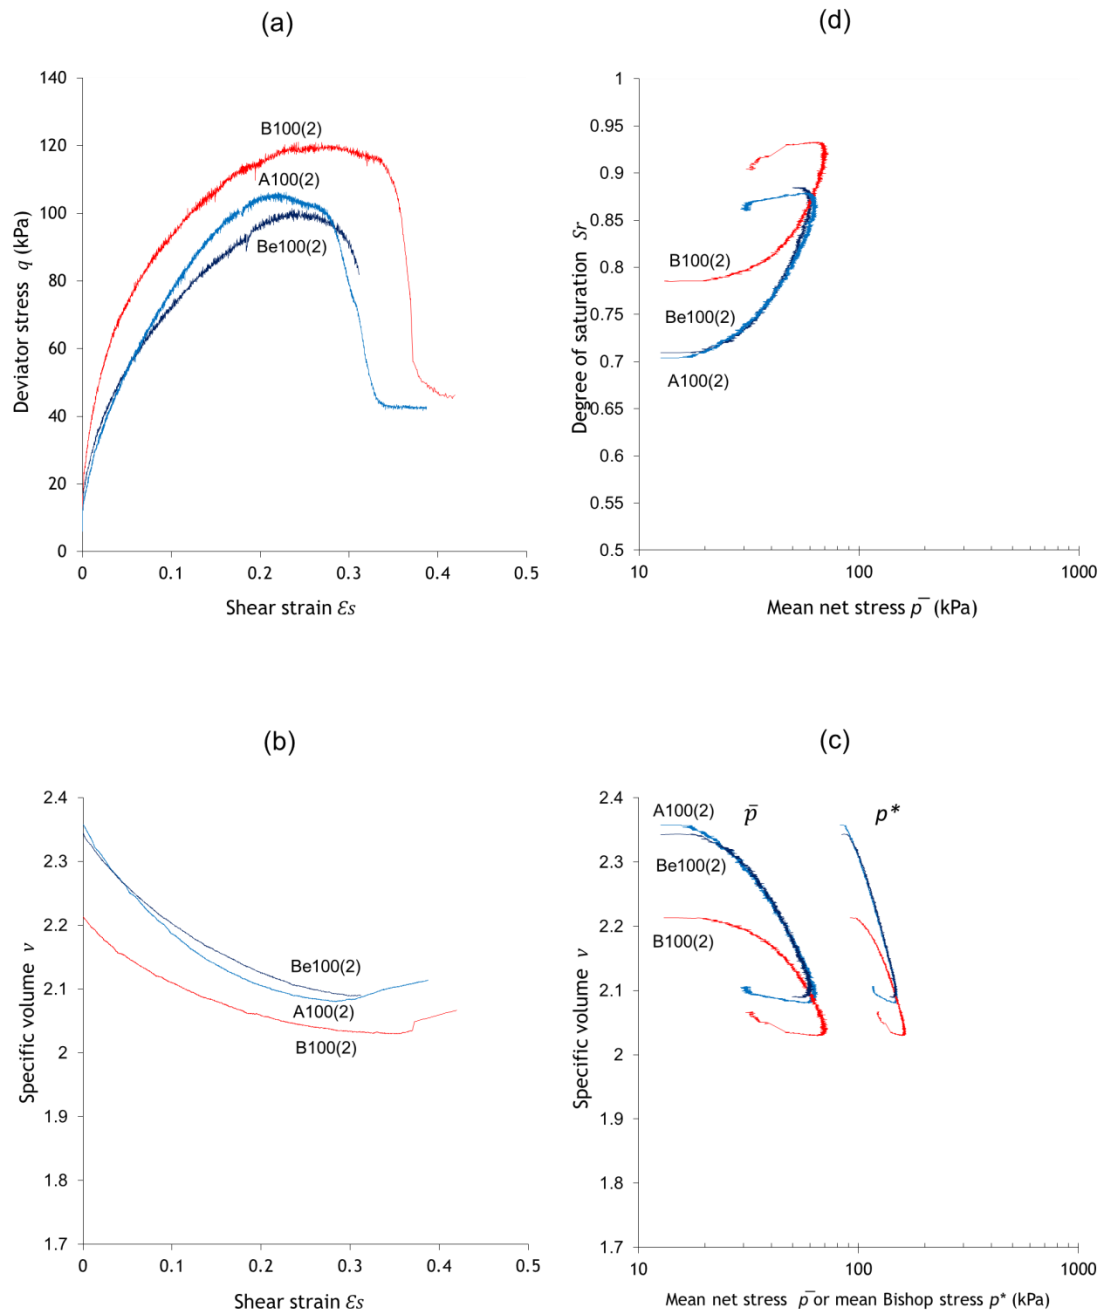 (a)
140
120
100
80
60
40
20
0
Deviator stress q (kPa)
B100(2)
A100(2)
Be100(2)
0 0.1 0.2 0.3 0.4 0.5
Shear strain Ɛs
(d)
1
0.95
0.9
0.85
0.8
0.75
0.7
0.65
0.6
0.55
0.5
Degree of saturation Sr
B100(2)
Be100(2)
A100(2)
10 100 1000
Mean net stress p¯ (kPa)
(b)
2.4
2.3
2.2
2.1
2
1.9
1.8
1.7
Specific volume v
Be100(2)
A100(2)
B100(2)
0 0.1 0.2 0.3 0.4 0.5
Shear strain Ɛs
(c)
2.4
2.3
2.2
2.1
2
1.9
1.8
1.7
Specific volume v
A100(2)
Be100(2)
B100(2)
p̄
p*
10 100 1000
Mean net stress p¯ or mean Bishop stress p* (kPa)